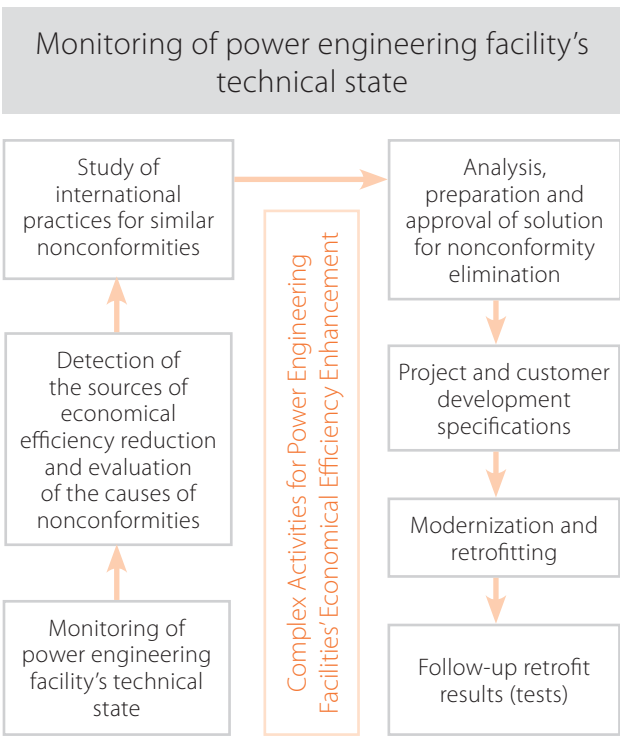 Monitoring of power engineering facility’s
technical state
Study of
international
practices for similar
nonconformities
Detection of
the sources of
economical
efficiency reduction
and evaluation
of the causes of
nonconformities
Monitoring of
power engineering
facility’s technical
state
Complex Activities for Power Engineering
Facilities’ Economical Efficiency Enhancement
Analysis,
preparation and
approval of solution
for nonconformity
elimination
Project and customer
development
specifications
Modernization and
retrofitting
Follow-up retrofit
results (tests)